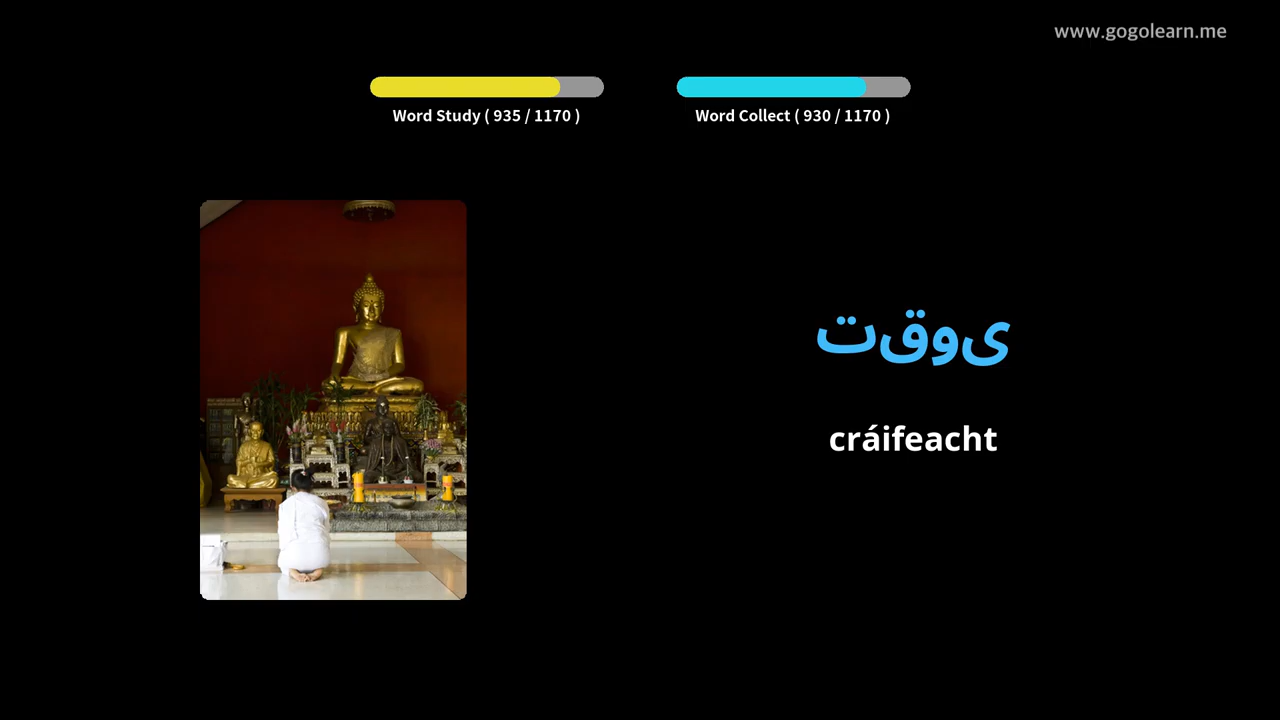 www.gogolearn.me
Word Study ( 935 / 1170 )
Word Collect ( 930 / 1170 )
تقوی
cráifeacht